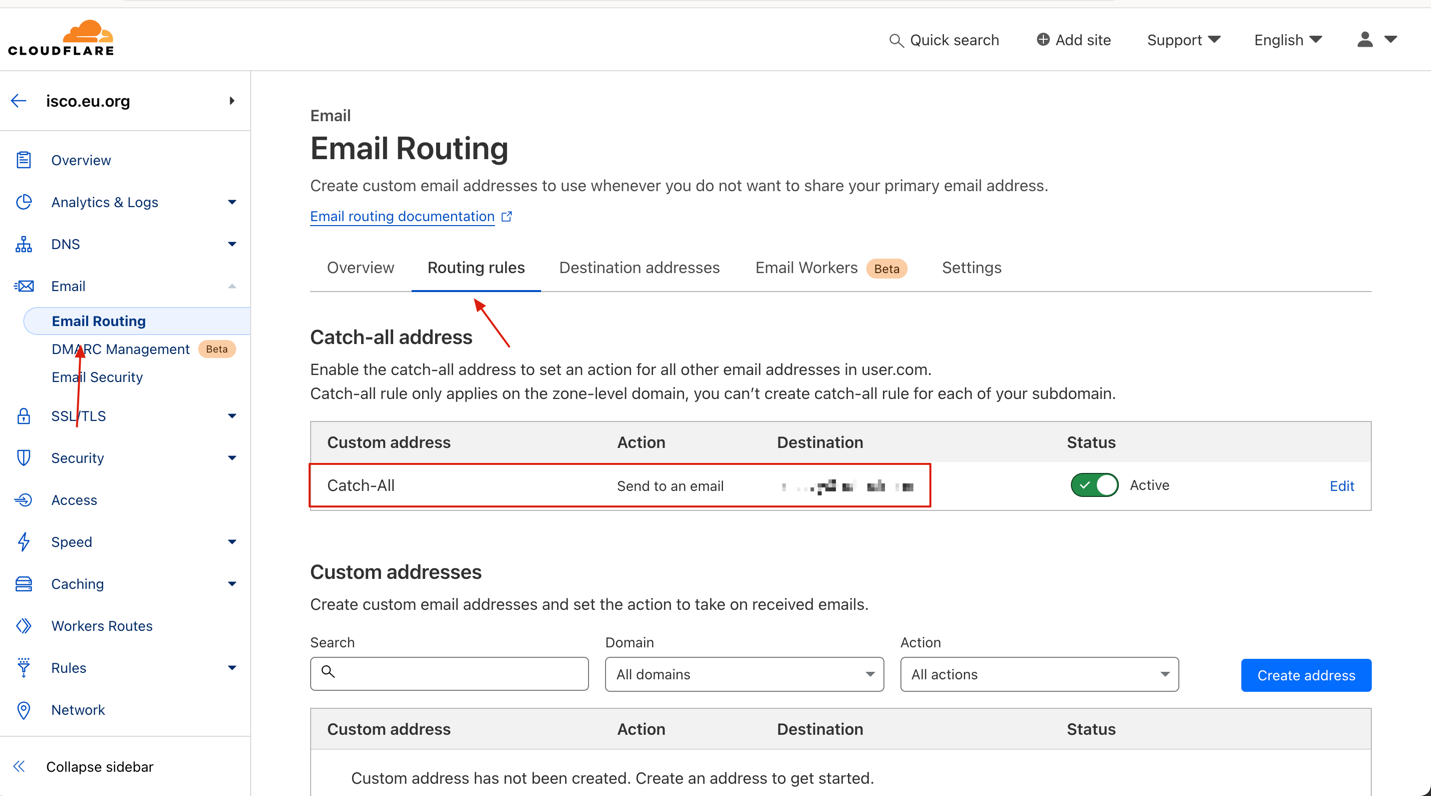 CLOUDFLARE
Quick search
Add site
Support
English
isco.eu.org
Overview
Analytics & Logs
DNS
Email
Email Routing
DMARC Management Beta
Email Security
SSL/TLS
Security
Access
Speed
Caching
Workers Routes
Rules
Network
Collapse sidebar
Email
Email Routing
Create custom email addresses to use whenever you do not want to share your primary email address.
Email routing documentation
Overview Routing rules Destination addresses Email Workers Beta Settings
Catch-all address
Enable the catch-all address to set an action for all other email addresses in user.com.
Catch-all rule only applies on the zone-level domain, you can’t create catch-all rule for each of your subdomain.
Custom address Action Destination Status
Catch-All Send to an email Active Edit
Custom addresses
Create custom email addresses and set the action to take on received emails.
Search Domain Action
All domains All actions Create address
Custom address Action Destination Status
Custom address has not been created. Create an address to get started.